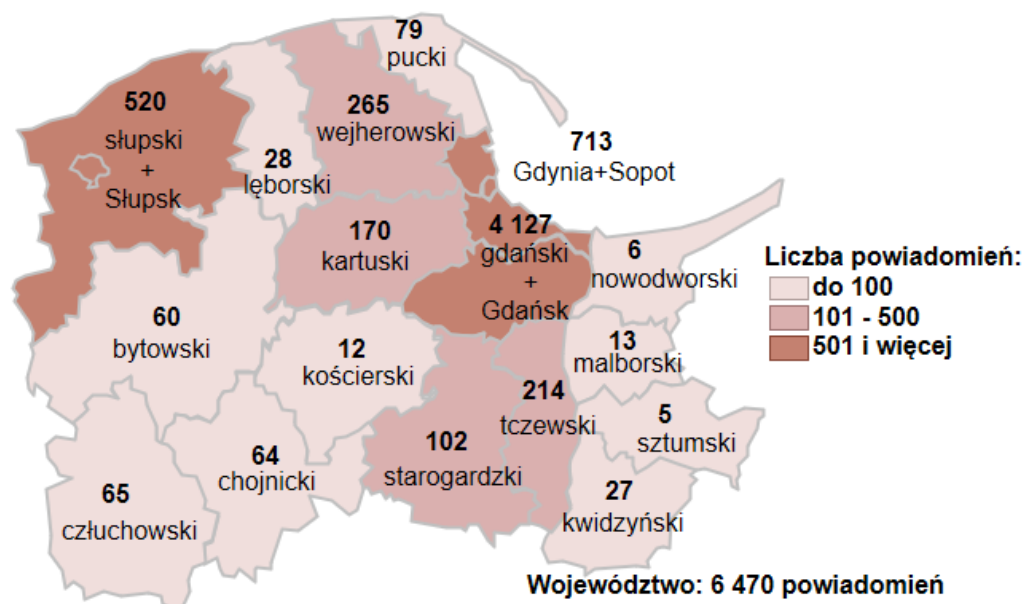 79
pucki
520
słupski
+
Słupsk
265
wejherowski
28
lęborski
713
Gdynia+Sopot
170
kartuski
4 127
gdański
+
Gdańsk
6
nowodworski
60
bytowski
12
kościerski
13
malborski
214
tczewski
5
sztumski
102
starogardzki
64
chojnicki
65
człuchowski
27
kwidzyński
Liczba powiadomień:
do 100
101 - 500
501 i więcej
Województwo: 6 470 powiadomień